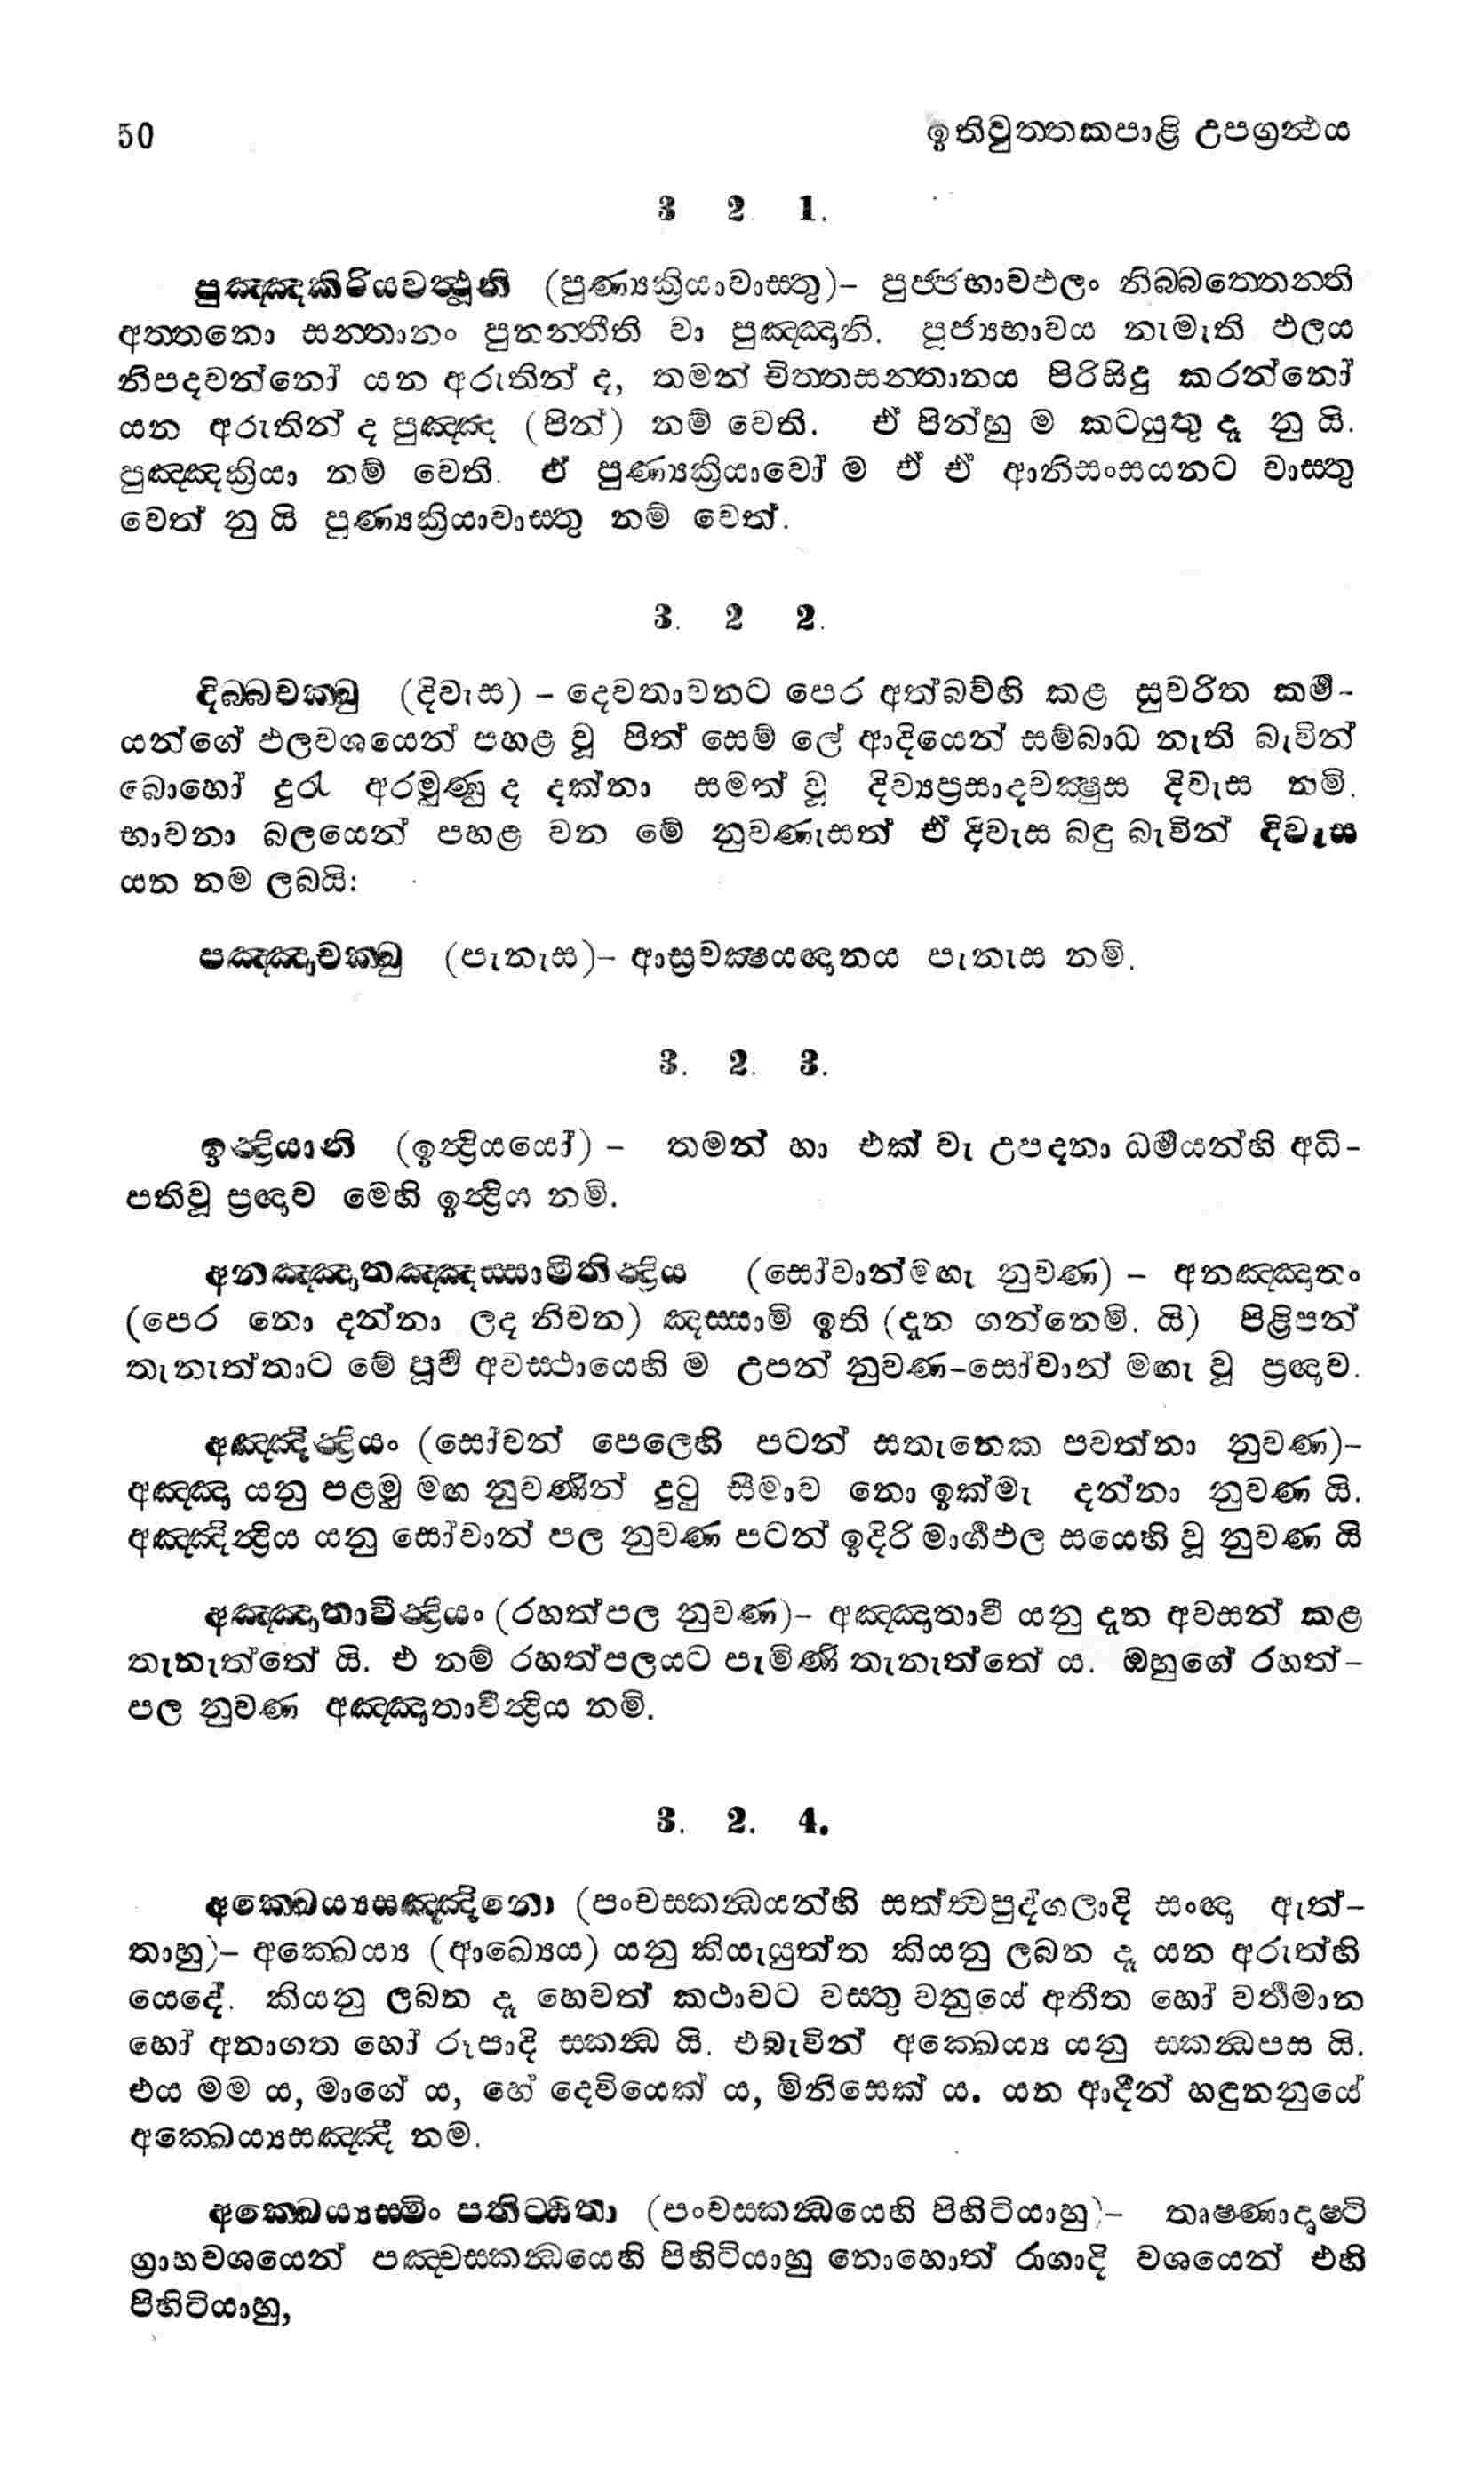 50 ඉතිවුත්තකපාළි උපග්‍රන්ථය
3 2 1.
පුඤ්ඤකිරියවත්ථූනි (පුණ්‍යක්‍රියාවාස්තු)- පුජ්ජභාවඵලං නිබ්බත්තෙන්ති
අත්තනො සන්තානං පුනන්තීති වා පුඤ්ඤානි. පූජ්‍යභාවය නැමැති ඵලය
නිපදවන්නෝ යන අරුතින් ද, තමන් චිත්තසන්තානය පිරිසිදු කරන්නෝ
යන අරුතින් ද පුඤ්ඤ (පින්) නම් වෙති. ඒ පින්හු ම කටයුතු දෑ නු යි.
පුඤ්ඤක්‍රියා නම් වෙති. ඒ පුණ්‍යක්‍රියාවෝ ම ඒ ඒ ආනිසංසයනට වාස්තු
වෙත් නු යි පුණ්‍යක්‍රියාවාස්තු නම් වෙත්.
3. 2 2.
දිබ්බචක්ඛු (දිවැස) – දෙවතාවනට පෙර අත්බව්හි කළ සුචරිත කර්ම-
යන්ගේ ඵලවශයෙන් පහළ වූ පිත් සෙම් ලේ ආදියෙන් සම්බාධ නැති බැවින්
බොහෝ දුරැ අරමුණු ද දක්නා සමත් වූ දිව්‍යප්‍රසාදචක්ෂුස දිවැස නම්.
භාවනා බලයෙන් පහළ වන මේ නුවණැසත් ඒ දිවැස බඳු බැවින් දිවැස
යන නම ලබයි:
පඤ්ඤාචක්ඛු (පැනැස)– ආස්‍රවක්ෂයඥානය පැනැස නම්.
3. 2. 3.
ඉන්ද්‍රියානි (ඉන්ද්‍රියයෝ) – තමන් හා එක් වැ උපදනා ධර්මයන්හි අධි-
පතිවූ ප්‍රඥාව මෙහි ඉන්ද්‍රිය නම්.
අනඤ්ඤාතඤ්ඤස්සාමීතින්ද්‍රිය (සෝවාන්මඟැ නුවණ) – අනඤ්ඤාතං
(පෙර නො දන්නා ලද නිවන) ඤස්සාමි ඉති (දැන ගන්නෙමි. යි) පිළිපන්
තැනැත්තාට මේ පූර්ව අවස්ථායෙහි ම උපන් නුවණ-සෝවාන් මඟැ වූ ප්‍රඥාව.
අඤ්ඤින්ද්‍රියං (සෝවන් පෙලෙහි පටන් සතැනෙක පවත්නා නුවණ)–
අඤ්ඤා යනු පළමු මඟ නුවණින් දුටු සීමාව නො ඉක්මැ දන්නා නුවණ යි.
අඤ්ඤින්ද්‍රිය යනු සෝවාන් පල නුවණ පටන් ඉදිරි මාර්ගඵල සයෙහි වූ නුවණ යි
අඤ්ඤාතාවින්ද්‍රියං (රහත්පල නුවණ)– අඤ්ඤාතාවී යනු දැන අවසන් කළ
තැනැත්තේ යි. එ නම් රහත්පලයට පැමිණි තැනැත්තේ ය. ඔහුගේ රහත්-
පල නුවණ අඤ්ඤාතාවීන්ද්‍රිය නම්.
3. 2. 4.
අක්ඛෙය්‍යසඤ්ඤිනො (පංචස්කන්ධයන්හි සත්ත්වපුද්ගලාදි සංඥා ඇත්-
තාහු)– අක්ඛෙය්‍ය (ආඛ්‍යෙය) යනු කියැයුත්ත කියනු ලබන දෑ යන අරුත්හි
යෙදේ. කියනු ලබන දෑ හෙවත් කථාවට වස්තු වනුයේ අතීත හෝ වර්තමාන
හෝ අනාගත හෝ රූපාදි ස්කන්ධ යි. එබැවින් අක්ඛෙය්‍ය යනු ස්කන්ධපස යි.
එය මම ය, මාගේ ය, හේ දෙවියෙක් ය, මිනිසෙක් ය. යන ආදීන් හඳුනනුයේ
අක්ඛෙය්‍යසඤ්ඤී නම්.
අක්ඛෙය්‍යස්මිං පතිට්ඨිතා (පංචස්කන්ධයෙහි පිහිටියාහු)– තෘෂ්ණාදෘෂ්ටි
ග්‍රාහවශයෙන් පඤ්චස්කන්ධයෙහි පිහිටියාහු නොහොත් රාගාදි වශයෙන් එහි
පිහිටියාහු,